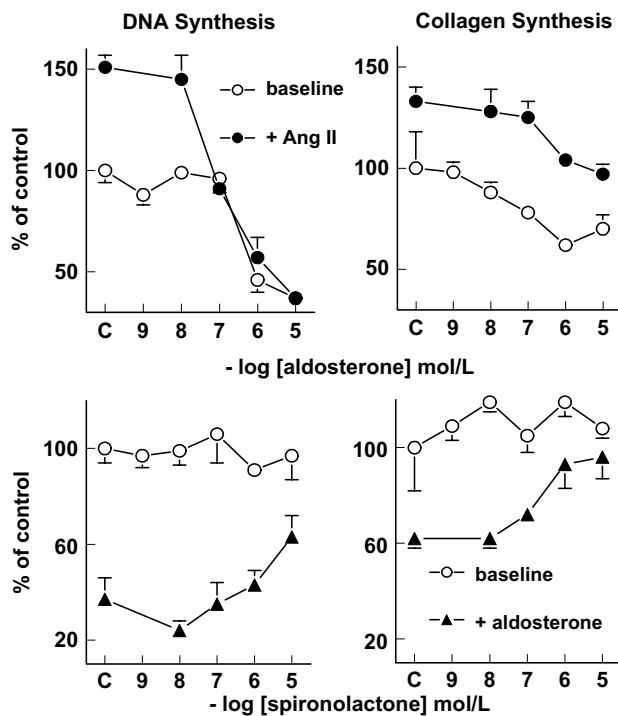 DNA Synthesis
Collagen Synthesis
% of control
150
100
50
baseline
+ Ang II
C 9 8 7 6 5
150
100
50
C 9 8 7 6 5
- log [aldosterone] mol/L
% of control
100
60
20
C 9 8 7 6 5
100
60
20
baseline
+ aldosterone
C 9 8 7 6 5
- log [spironolactone] mol/L